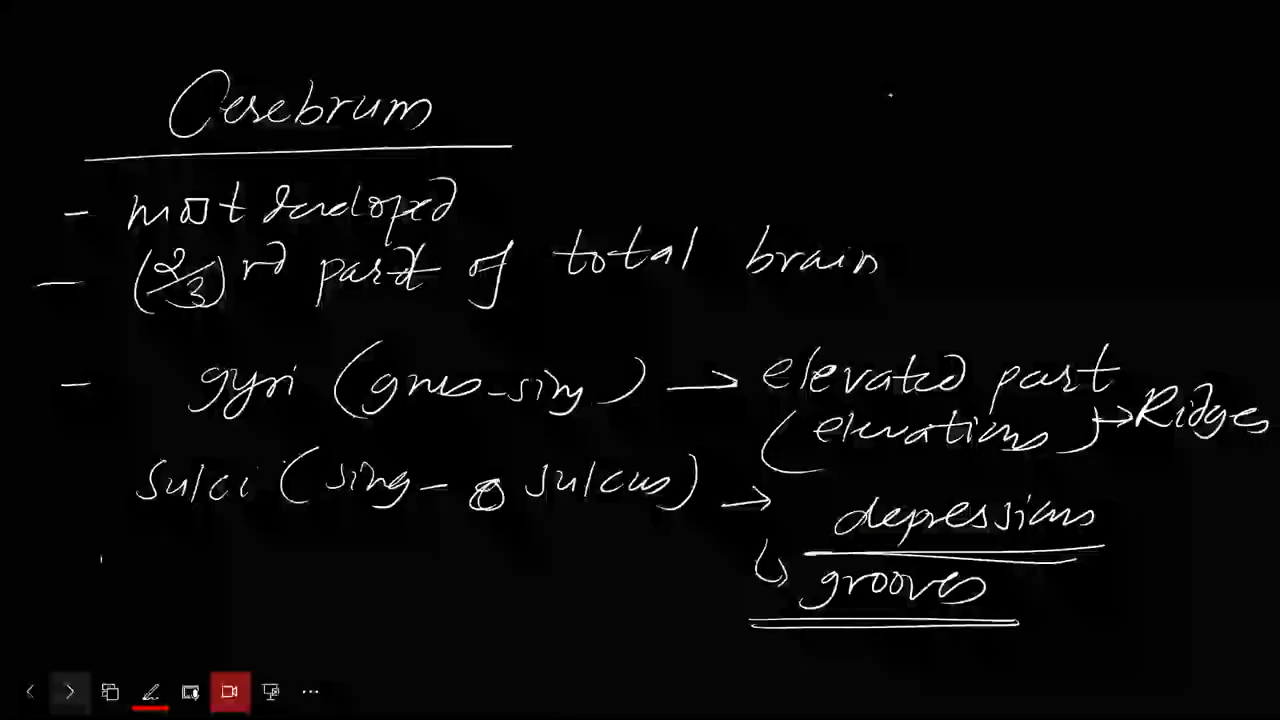 Cerebrum
- most developed
- (2/3)rd part of total brain
- gyri (gyrus-sing) → elevated part
(elevations) → Ridges
sulci (sing- sulcus) → depressions
↳ grooves